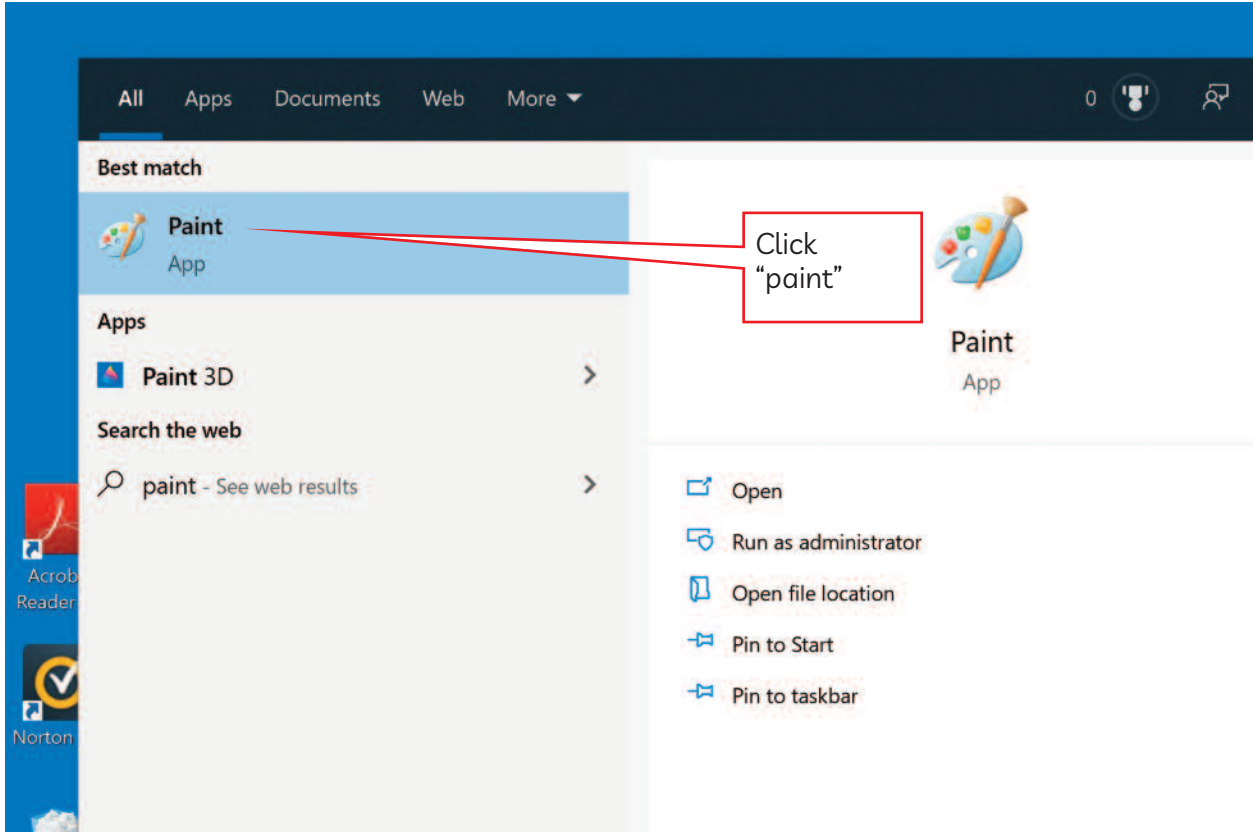 All Apps Documents Web More 0
Best match
Paint
App
Click
“paint”
Paint
App
Apps
Paint 3D
Search the web
paint - See web results
Open
Run as administrator
Open file location
Pin to Start
Pin to taskbar
Acrob
Reader
Norton